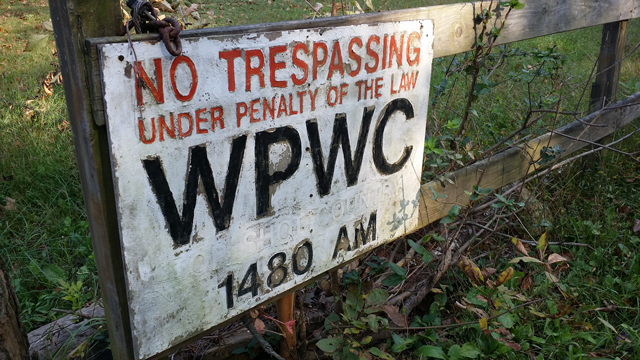 NO TRESPASSING
UNDER PENALTY OF THE LAW
WPWC
1480 AM